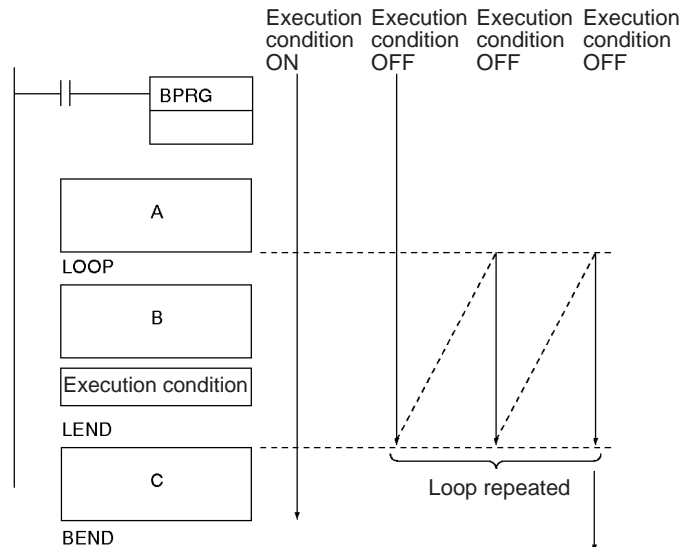 Execution condition ON
Execution condition OFF
Execution condition OFF
Execution condition OFF
BPRG
A
LOOP
B
Execution condition
LEND
C
Loop repeated
BEND